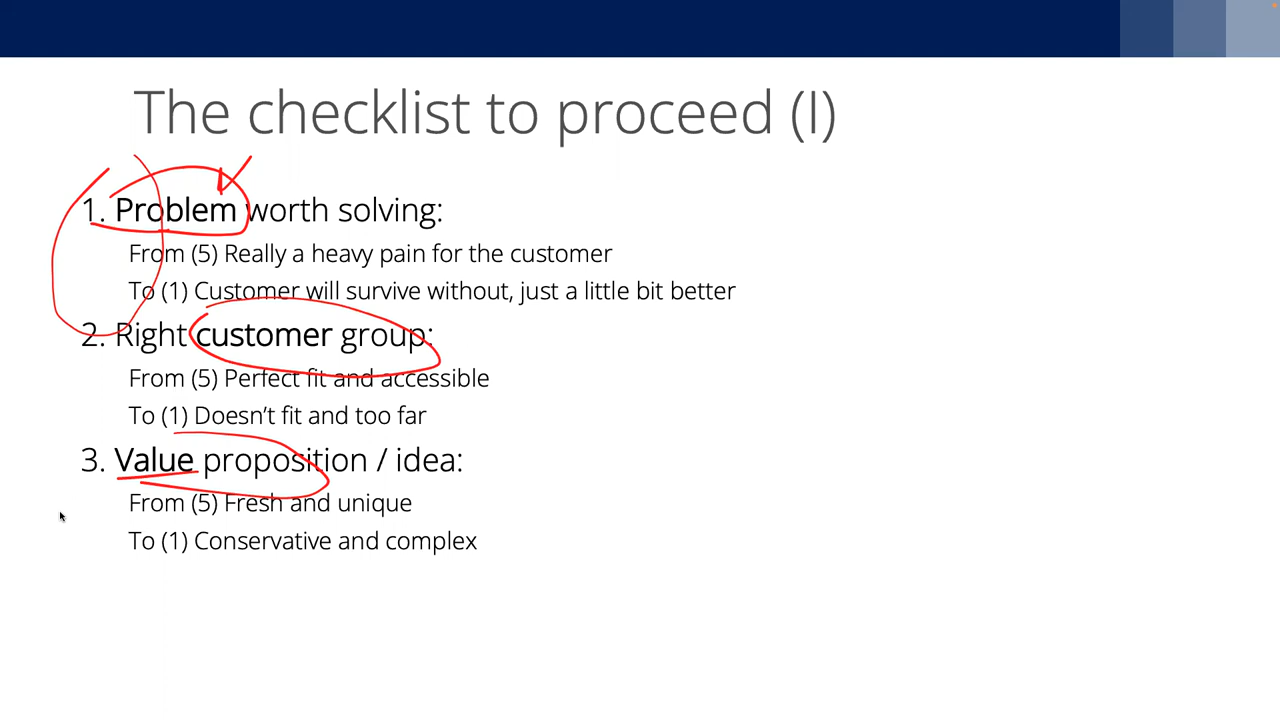 The checklist to proceed (I)
1. Problem worth solving:
From (5) Really a heavy pain for the customer
To (1) Customer will survive without, just a little bit better
2. Right customer group:
From (5) Perfect fit and accessible
To (1) Doesn’t fit and too far
3. Value proposition / idea:
From (5) Fresh and unique
To (1) Conservative and complex